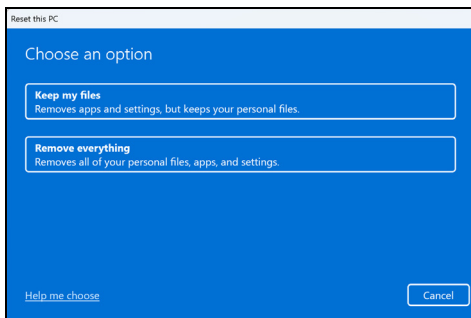 Reset this PC
Choose an option
Keep my files
Removes apps and settings, but keeps your personal files.
Remove everything
Removes all of your personal files, apps, and settings.
Help me choose
Cancel